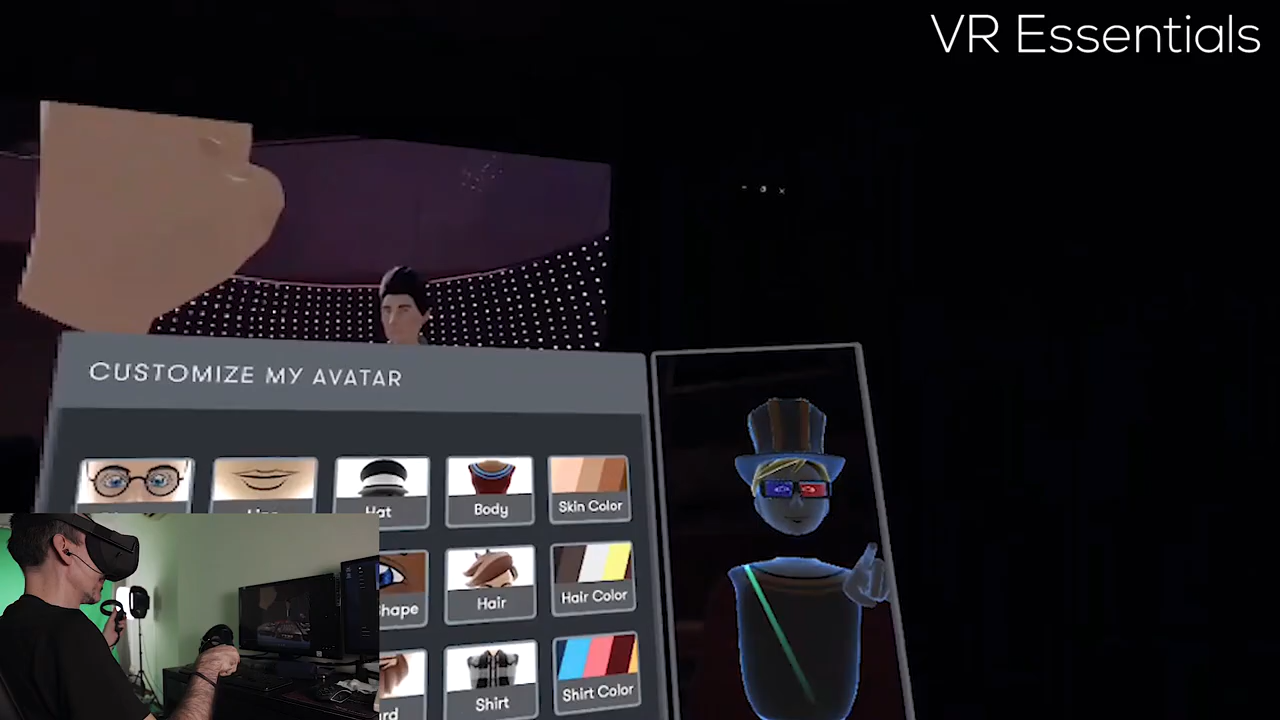 VR Essentials
CUSTOMIZE MY AVATAR
Hat
Body
Skin Color
Hair
Hair Color
Shirt
Shirt Color